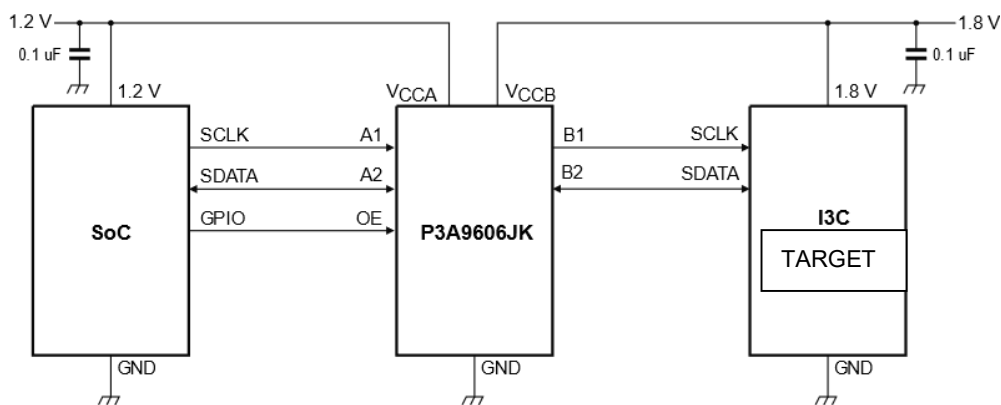 1.2 V
1.8 V
0.1 uF
0.1 uF
1.2 V
VCCA
VCCB
1.8 V
SCLK
A1
B1
SCLK
SDATA
A2
B2
SDATA
GPIO
OE
SoC
P3A9606JK
I3C
TARGET
GND
GND
GND